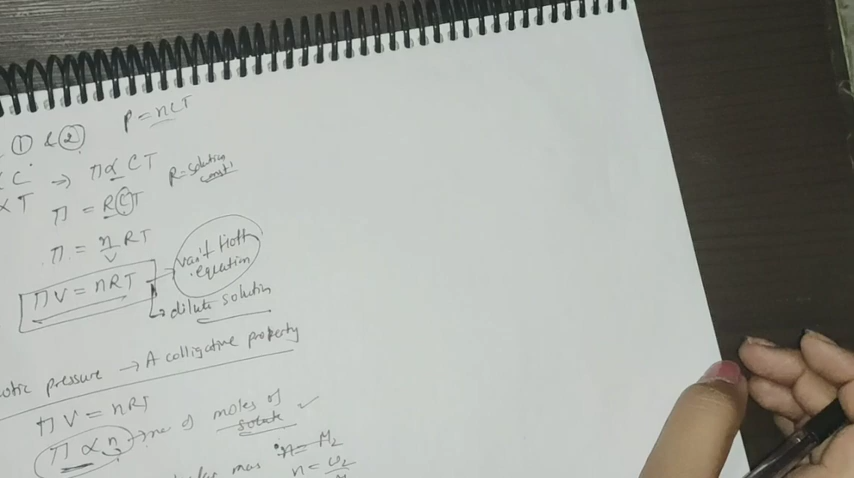 P = nCT
① & ②
∝ C ⇒ π ∝ CT R = solution const
∝ T π = RCT
π = n/V RT
πV = nRT → van't Hoff equation
→ dilute solution
otic pressure → A colligative property
πV = nRT
π ∝ n → no of moles of solute ✓
mas n =
n = W₂